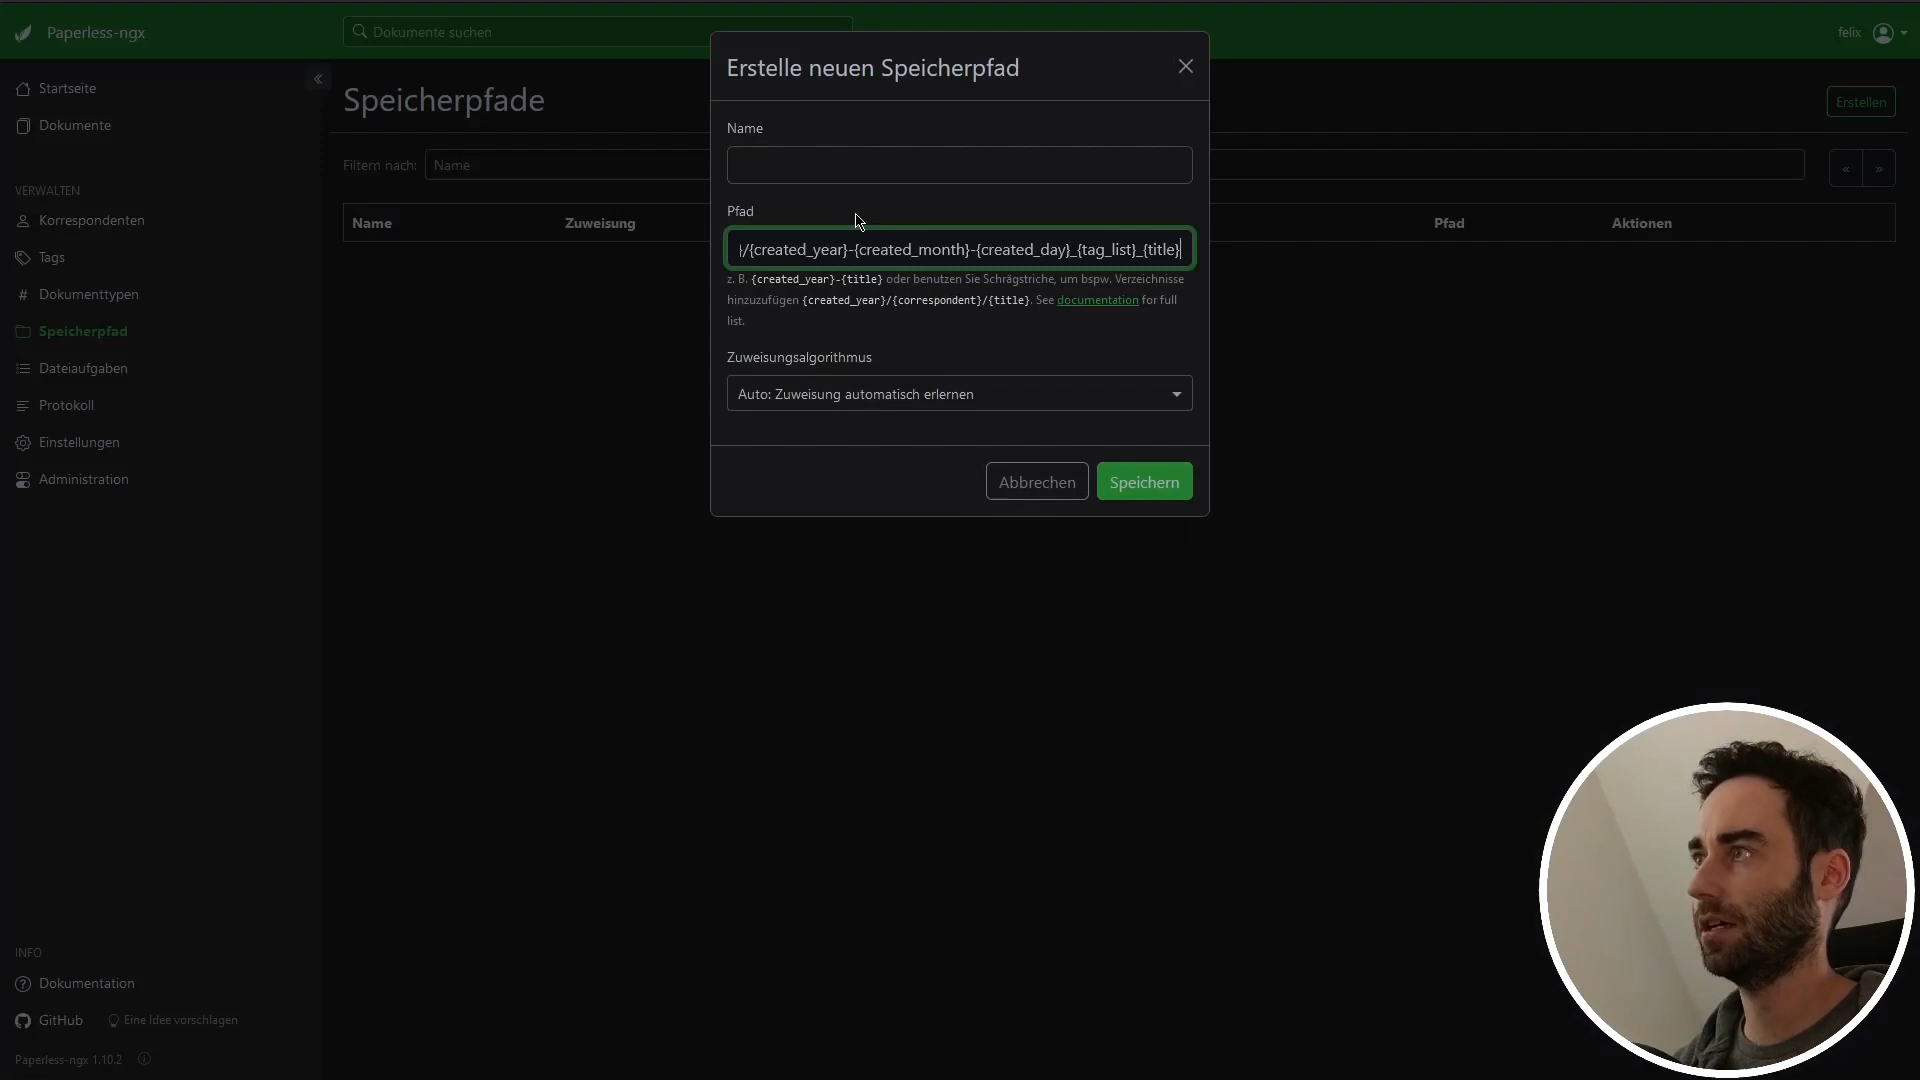 Paperless-ngx
Dokumente suchen
felix
Startseite
Dokumente
VERWALTEN
Korrespondenten
Tags
Dokumenttypen
Speicherpfad
Dateiaufgaben
Protokoll
Einstellungen
Administration
INFO
Dokumentation
GitHub
Eine Idee vorschlagen
Paperless-ngx 1.10.2
«
Speicherpfade
Erstellen
Filtern nach:
Name
« »
Name Zuweisung Pfad Aktionen
Erstelle neuen Speicherpfad
Name
Pfad
}/{created_year}-{created_month}-{created_day}_{tag_list}_{title}
z. B. {created_year}-{title} oder benutzen Sie Schrägstriche, um bspw. Verzeichnisse
hinzuzufügen {created_year}/{correspondent}/{title}. See documentation for full
list.
Zuweisungsalgorithmus
Auto: Zuweisung automatisch erlernen
Abbrechen
Speichern